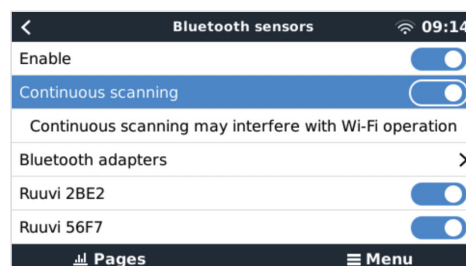 Bluetooth sensors 09:14
Enable
Continuous scanning
Continuous scanning may interfere with Wi-Fi operation
Bluetooth adapters
Ruuvi 2BE2
Ruuvi 56F7
Pages Menu